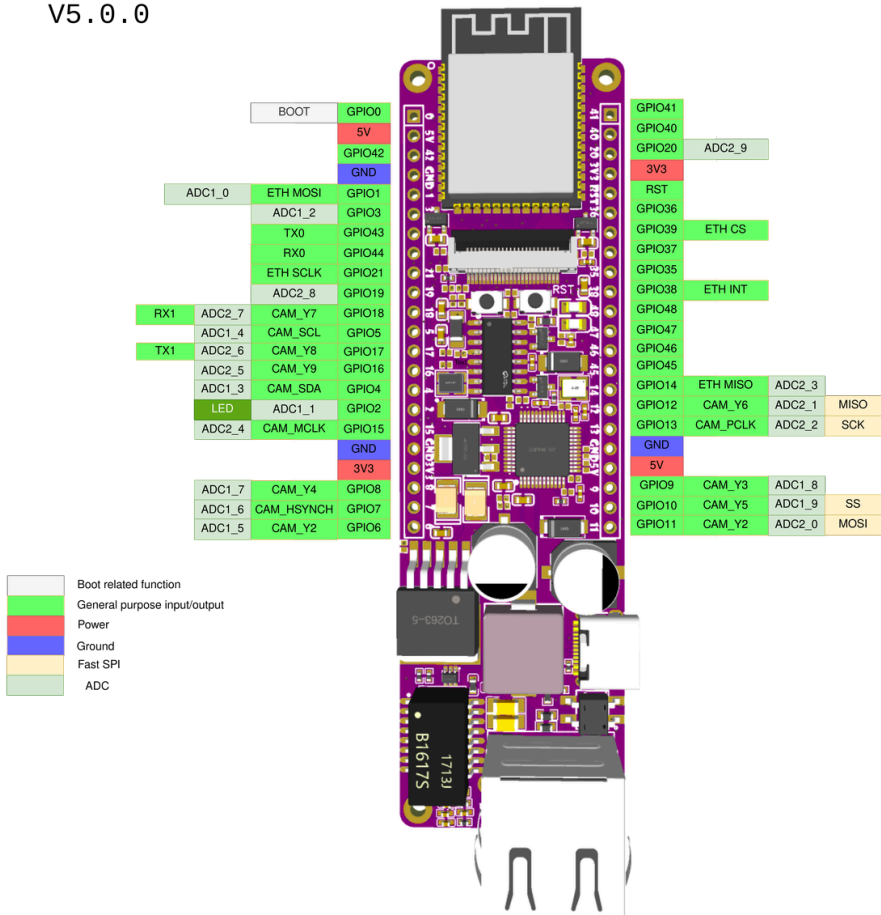 V5.0.0
BOOT GPIO0
5V
GPIO42
GND
ADC1_0 ETH MOSI GPIO1
ADC1_2 GPIO3
TX0 GPIO43
RX0 GPIO44
ETH SCLK GPIO21
ADC2_8 GPIO19
RX1 ADC2_7 CAM_Y7 GPIO18
ADC1_4 CAM_SCL GPIO5
TX1 ADC2_6 CAM_Y8 GPIO17
ADC2_5 CAM_Y9 GPIO16
ADC1_3 CAM_SDA GPIO4
LED ADC1_1 GPIO2
ADC2_4 CAM_MCLK GPIO15
GND
3V3
ADC1_7 CAM_Y4 GPIO8
ADC1_6 CAM_HSYNCH GPIO7
ADC1_5 CAM_Y2 GPIO6
GPIO41
GPIO40
GPIO20 ADC2_9
3V3
RST
GPIO36
GPIO39 ETH CS
GPIO37
GPIO35
GPIO38 ETH INT
GPIO48
GPIO47
GPIO46
GPIO45
GPIO14 ETH MISO ADC2_3
GPIO12 CAM_Y6 ADC2_1 MISO
GPIO13 CAM_PCLK ADC2_2 SCK
GND
5V
GPIO9 CAM_Y3 ADC1_8
GPIO10 CAM_Y5 ADC1_9 SS
GPIO11 CAM_Y2 ADC2_0 MOSI
RST
TO263-5
B1617S
1713J
Boot related function
General purpose input/output
Power
Ground
Fast SPI
ADC